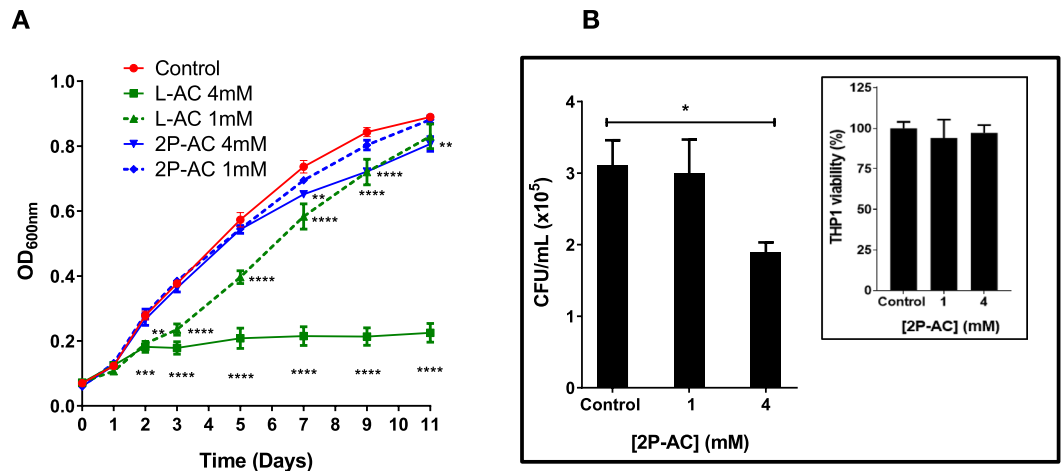 A
Control
L-AC 4mM
L-AC 1mM
2P-AC 4mM
2P-AC 1mM
OD600nm
1.0
0.8
0.6
0.4
0.2
0.0
**
****
****
**
****
****
**
****
***
****
****
****
****
****
0 1 2 3 4 5 6 7 8 9 10 11
Time (Days)
B
CFU/mL (x10⁵)
4
3
2
1
0
*
Control 1 4
[2P-AC] (mM)
THP1 viability (%)
125
100
75
50
25
0
Control 1 4
[2P-AC] (mM)